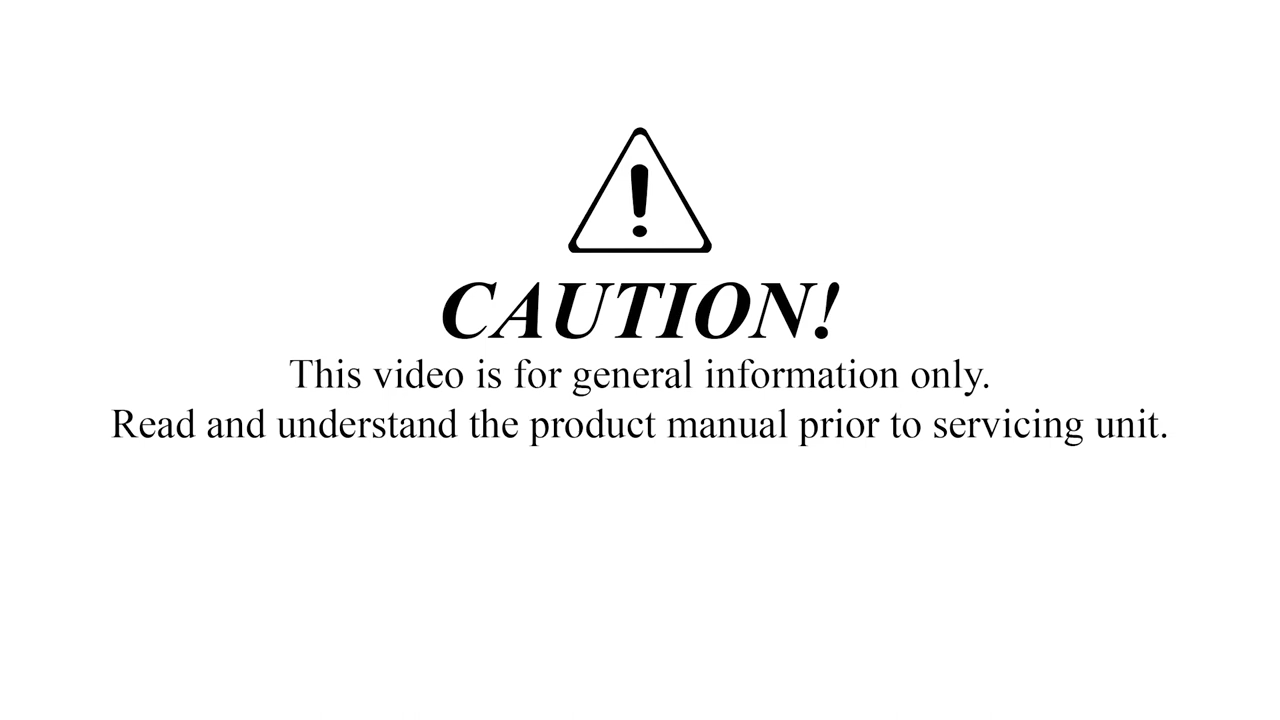 CAUTION!
This video is for general information only.
Read and understand the product manual prior to servicing unit.